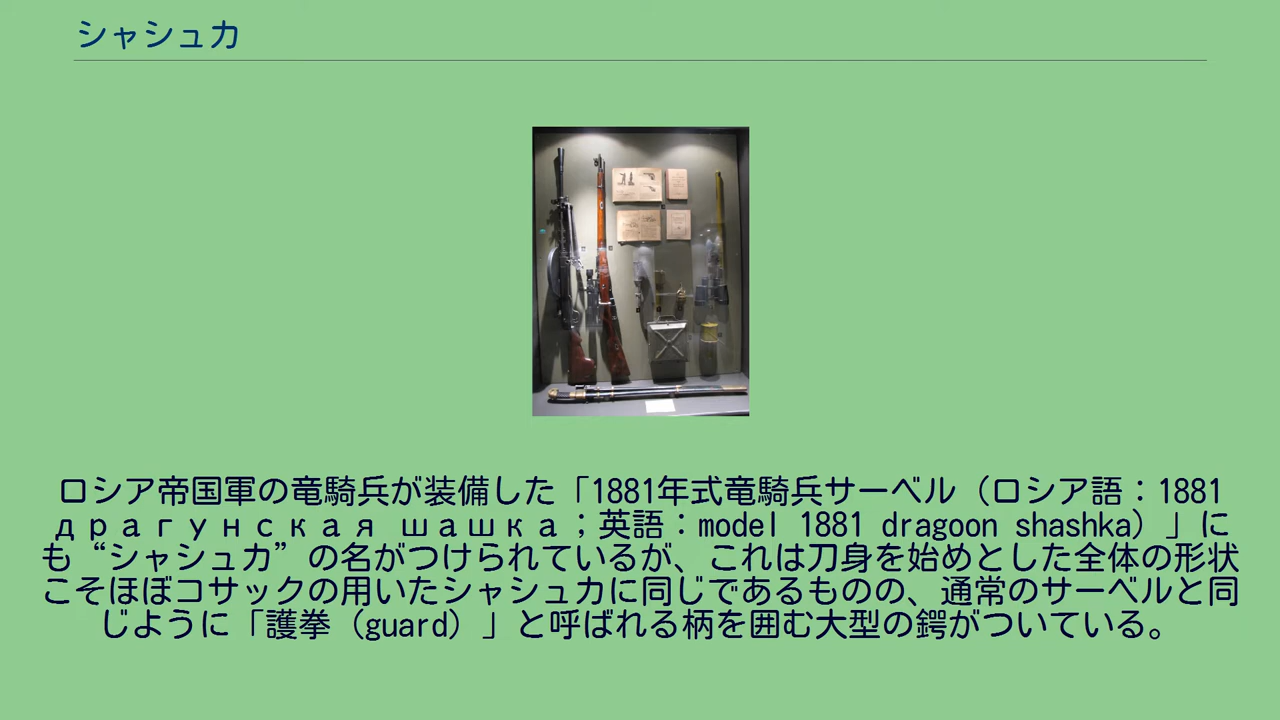 シャシュカ
ロシア帝国軍の竜騎兵が装備した「1881年式竜騎兵サーベル（ロシア語：1881
драгунская шашка；英語：model 1881 dragoon shashka）」に
も“シャシュカ”の名がつけられているが、これは刀身を始めとした全体の形状
こそほぼコサックの用いたシャシュカに同じであるものの、通常のサーベルと同
じように「護拳（guard）」と呼ばれる柄を囲む大型の鍔がついている。